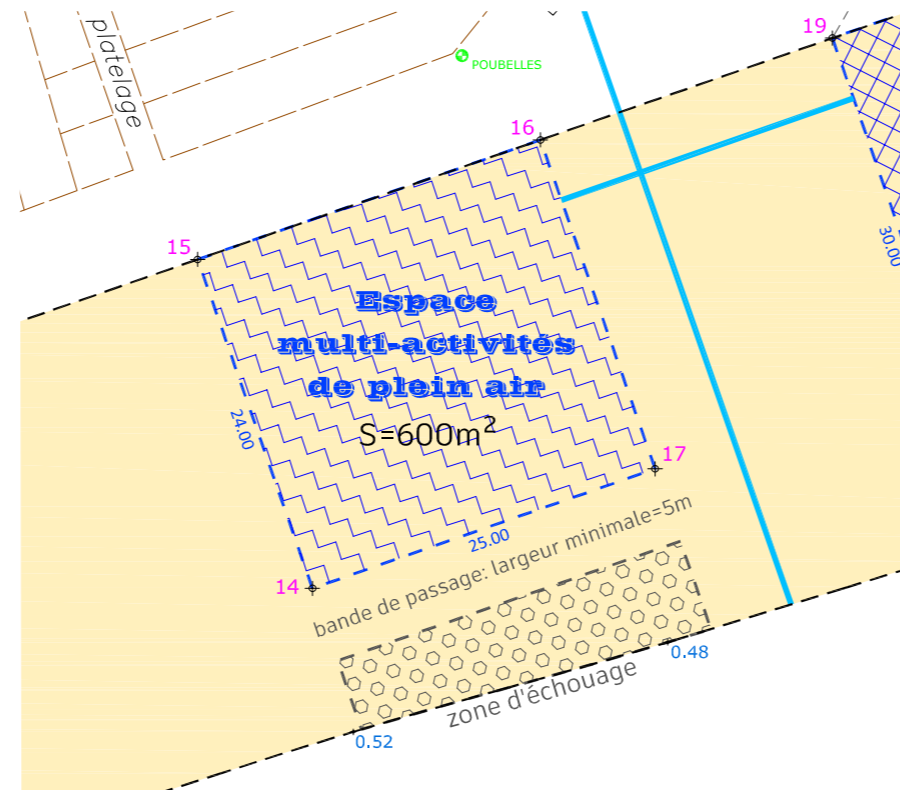 platelage
POUBELLES
19
16
15
30.00
Espace
multi-activités
de plein air
24.00
S=600m²
17
25.00
14
bande de passage: largeur minimale=5m
0.48
zone d'échouage
0.52